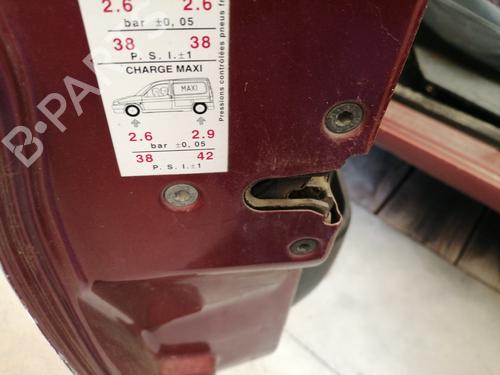 2.6 2.6
bar ±0,05
38 38
P. S. I.±1
CHARGE MAXI
MAXI
2.6 2.9
bar ±0,05
38 42
P. S. I.±1
Pressions contrôlées pneus
B-PARTS